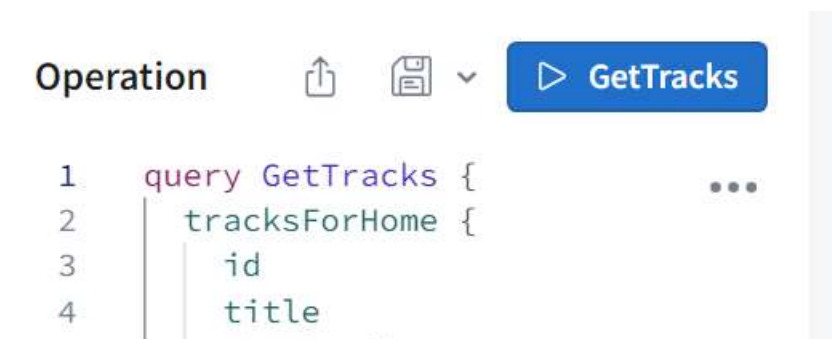 Operation GetTracks
1 query GetTracks {
2 tracksForHome {
3 id
4 title